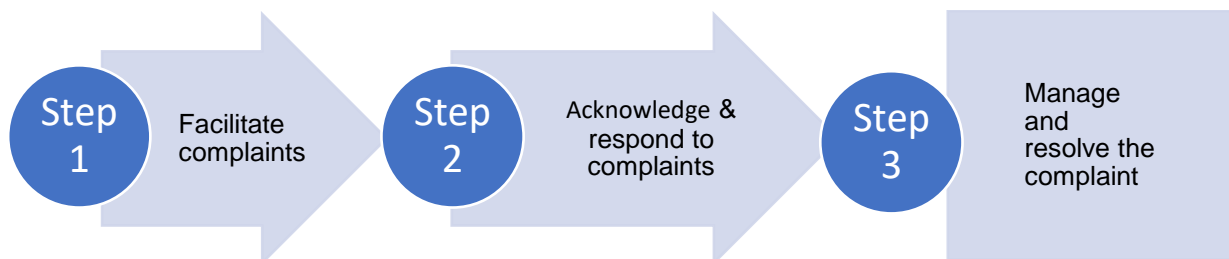 Step
1
Facilitate
complaints
Step
2
Acknowledge &
respond to
complaints
Step
3
Manage
and
resolve the
complaint